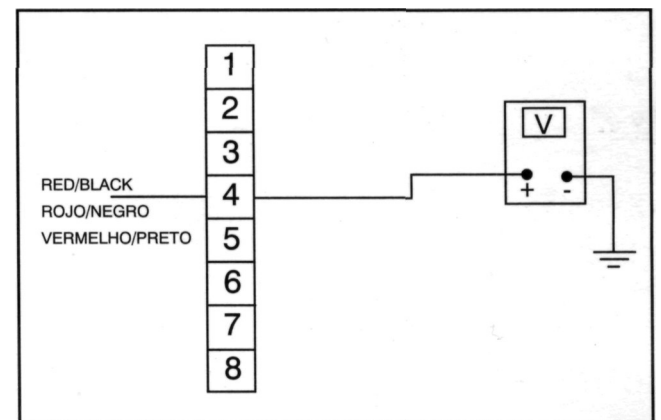 1
2
3
RED/BLACK
4
ROJO/NEGRO
VERMELHO/PRETO
5
6
7
8
V
+ -